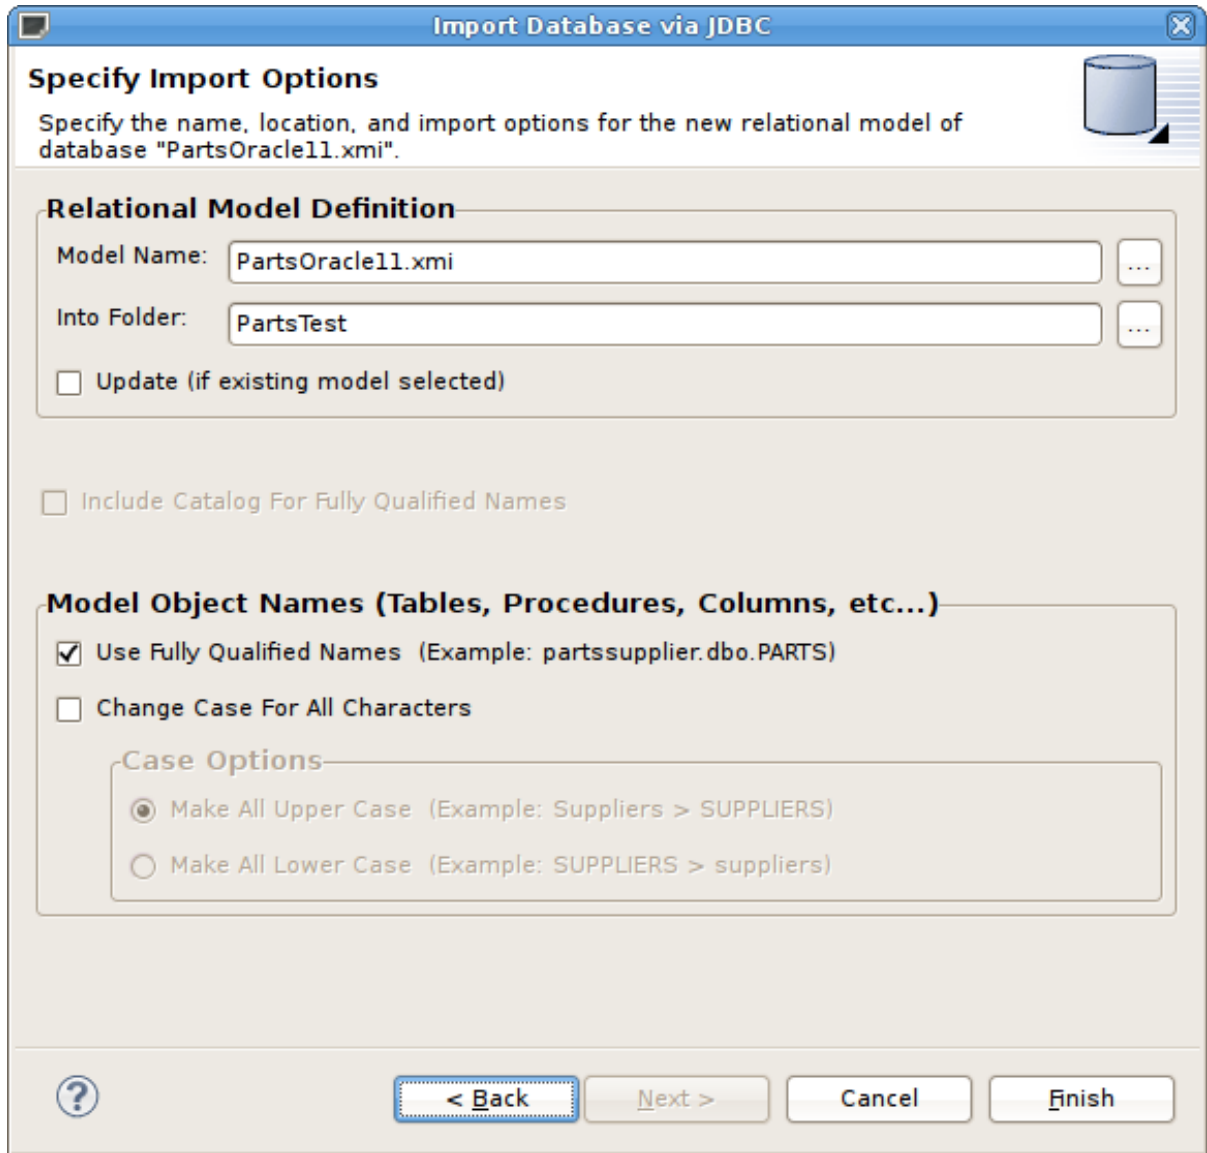 Import Database via JDBC
Specify Import Options
Specify the name, location, and import options for the new relational model of
database "PartsOracle11.xmi".
Relational Model Definition
Model Name: PartsOracle11.xmi ...
Into Folder: PartsTest ...
Update (if existing model selected)
Include Catalog For Fully Qualified Names
Model Object Names (Tables, Procedures, Columns, etc...)
Use Fully Qualified Names (Example: partssupplier.dbo.PARTS)
Change Case For All Characters
Case Options
Make All Upper Case (Example: Suppliers > SUPPLIERS)
Make All Lower Case (Example: SUPPLIERS > suppliers)
? < Back Next > Cancel Finish